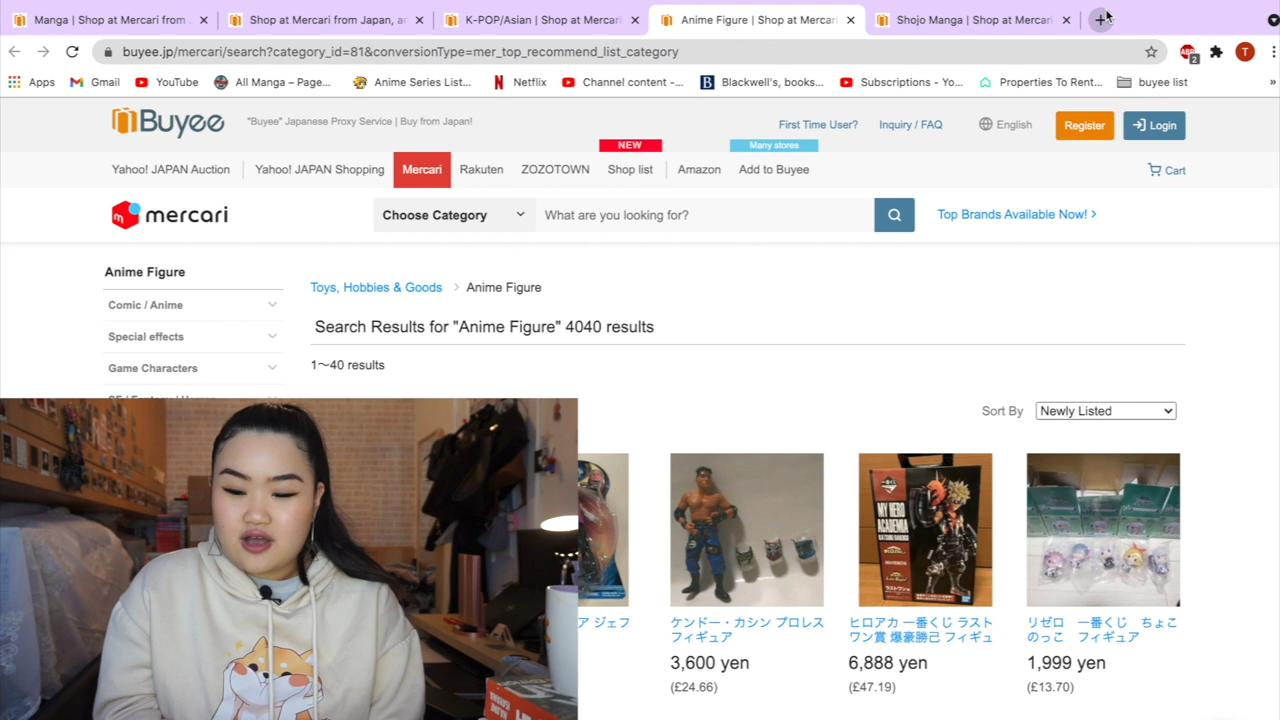 Manga | Shop at Mercari from
Shop at Mercari from Japan, an
K-POP/Asian | Shop at Mercari
Anime Figure | Shop at Mercari
Shojo Manga | Shop at Mercari
buyee.jp/mercari/search?category_id=81&conversionType=mer_top_recommend_list_category
2
T
Apps
Gmail
YouTube
All Manga – Page...
Anime Series List...
Netflix
Channel content -...
Blackwell's, books...
Subscriptions - Yo...
Properties To Rent...
buyee list
»
Buyee
"Buyee" Japanese Proxy Service | Buy from Japan!
First Time User?
Inquiry / FAQ
English
Register
Login
NEW
Many stores
Yahoo! JAPAN Auction
Yahoo! JAPAN Shopping
Mercari
Rakuten
ZOZOTOWN
Shop list
Amazon
Add to Buyee
Cart
mercari
Choose Category
What are you looking for?
Top Brands Available Now!
Anime Figure
Comic / Anime
Special effects
Game Characters
Toys, Hobbies & Goods > Anime Figure
Search Results for "Anime Figure" 4040 results
1～40 results
Sort By
Newly Listed
MY HERO
ACADEMIA
ア ジェフ
ケンドー・カシン プロレス
フィギュア
3,600 yen
(£24.66)
ヒロアカ 一番くじ ラスト
ワン賞 爆豪勝己 フィギュ
6,888 yen
(£47.19)
リゼロ 一番くじ ちょこ
のっこ フィギュア
1,999 yen
(£13.70)